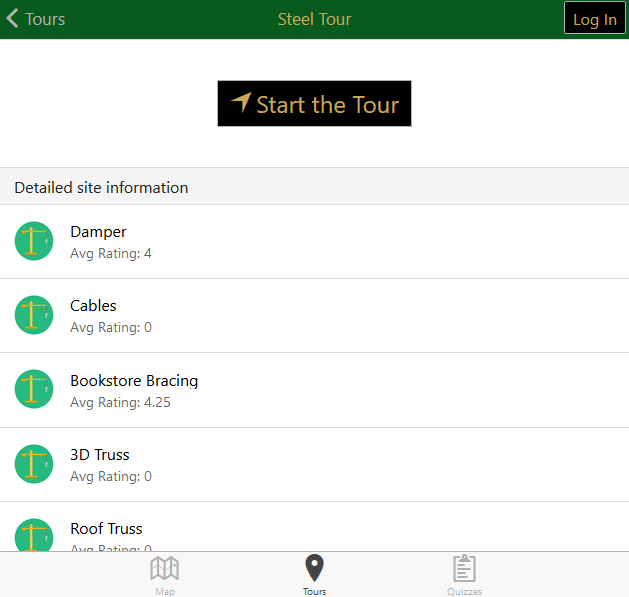 Tours
Steel Tour
Log In
Start the Tour
Detailed site information
Damper
Avg Rating: 4
Cables
Avg Rating: 0
Bookstore Bracing
Avg Rating: 4.25
3D Truss
Avg Rating: 0
Roof Truss
Avg Rating: 0
Map
Tours
Quizzes